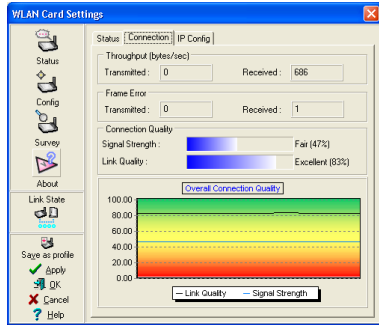 WLAN Card Settings
Status
Config
Survey
About
Link State
Save as profile
Apply
OK
Cancel
Help
Status Connection IP Config
Throughput (bytes/sec)
Transmitted : 0 Received : 686
Frame Error
Transmitted : 0 Received : 1
Connection Quality
Signal Strength : Fair (47%)
Link Quality : Excellent (83%)
Overall Connection Quality
100.00
80.00
60.00
40.00
20.00
0.00
Link Quality Signal Strength